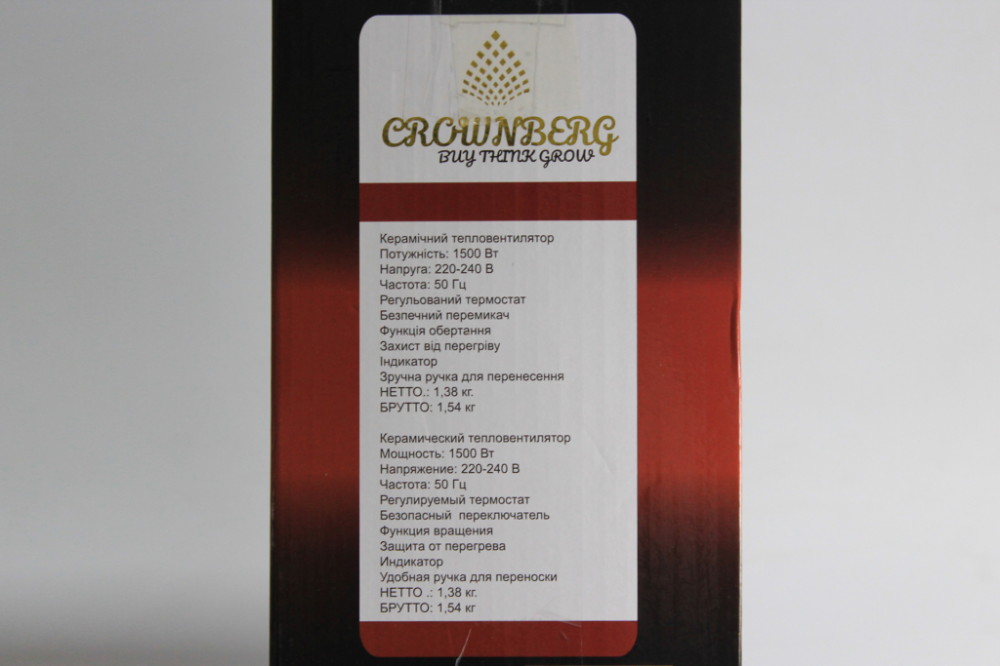 CROWNBERG
BUY THINK GROW
Керамічний тепловентилятор
Потужність: 1500 Вт
Напруга: 220-240 В
Частота: 50 Гц
Регульований термостат
Безпечний перемикач
Функція обертання
Захист від перегріву
Індикатор
Зручна ручка для перенесення
НЕТТО.: 1,38 кг.
БРУТТО: 1,54 кг
Керамический тепловентилятор
Мощность: 1500 Вт
Напряжение: 220-240 В
Частота: 50 Гц
Регулируемый термостат
Безопасный переключатель
Функция вращения
Защита от перегрева
Индикатор
Удобная ручка для переноски
НЕТТО .: 1,38 кг.
БРУТТО: 1,54 кг